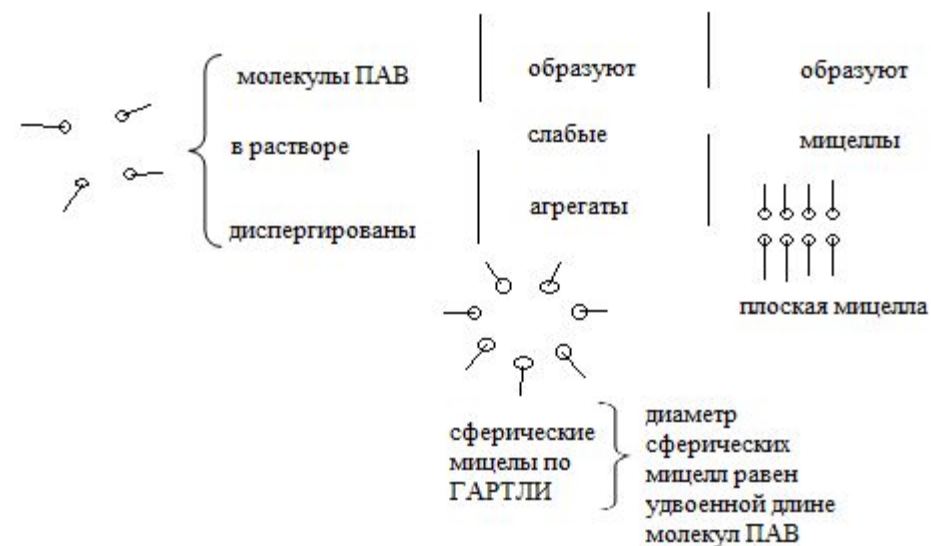 молекулы ПАВ
в растворе
диспергированы
образуют
слабые
агрегаты
образуют
мицеллы
плоская мицелла
сферические
мицелы по
ГАРТЛИ
диаметр
сферических
мицелл равен
удвоенной длине
молекул ПАВ